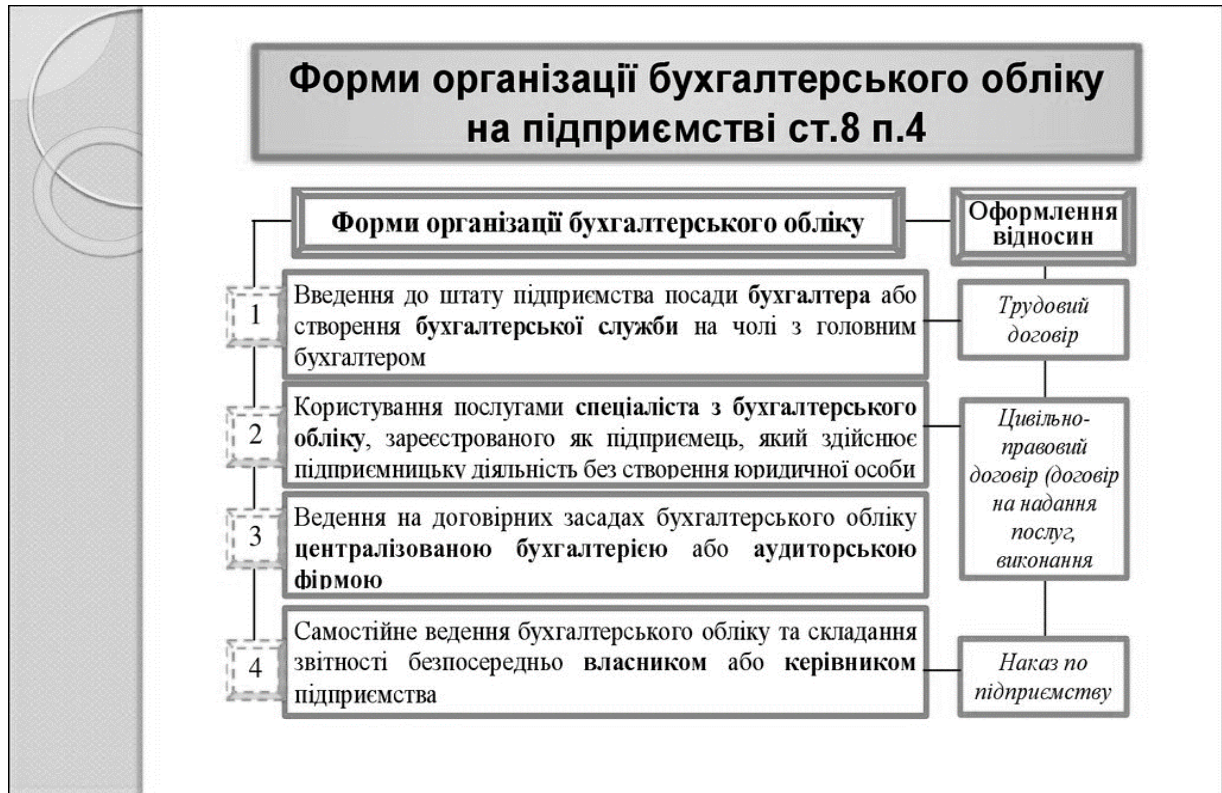 Форми організації бухгалтерського обліку
на підприємстві ст.8 п.4
Форми організації бухгалтерського обліку
Оформлення
відносин
1
Введення до штату підприємства посади бухгалтера або
створення бухгалтерської служби на чолі з головним
бухгалтером
Трудовий
договір
2
Користування послугами спеціаліста з бухгалтерського
обліку, зареєстрованого як підприємець, який здійснює
підприємницьку діяльність без створення юридичної особи
Цивільно-
правовий
договір (договір
на надання
послуг,
виконання
3
Ведення на договірних засадах бухгалтерського обліку
централізованою бухгалтерією або аудиторською
фірмою
4
Самостійне ведення бухгалтерського обліку та складання
звітності безпосередньо власником або керівником
підприємства
Наказ по
підприємству